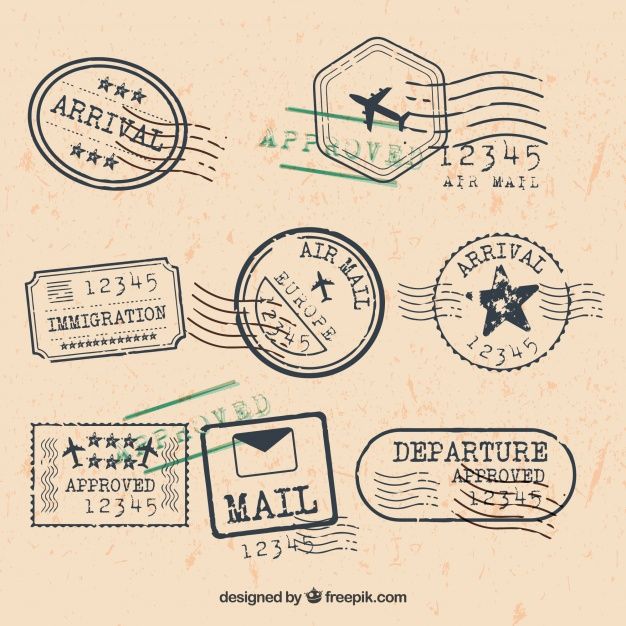 ARRIVAL
APPROVED
12345
AIR MAIL
12345
IMMIGRATION
AIR MAIL
EUROPE
ARRIVAL
12345
APPROVED
APPROVED
12345
MAIL
12345
DEPARTURE
APPROVED
12345
designed by freepik.com